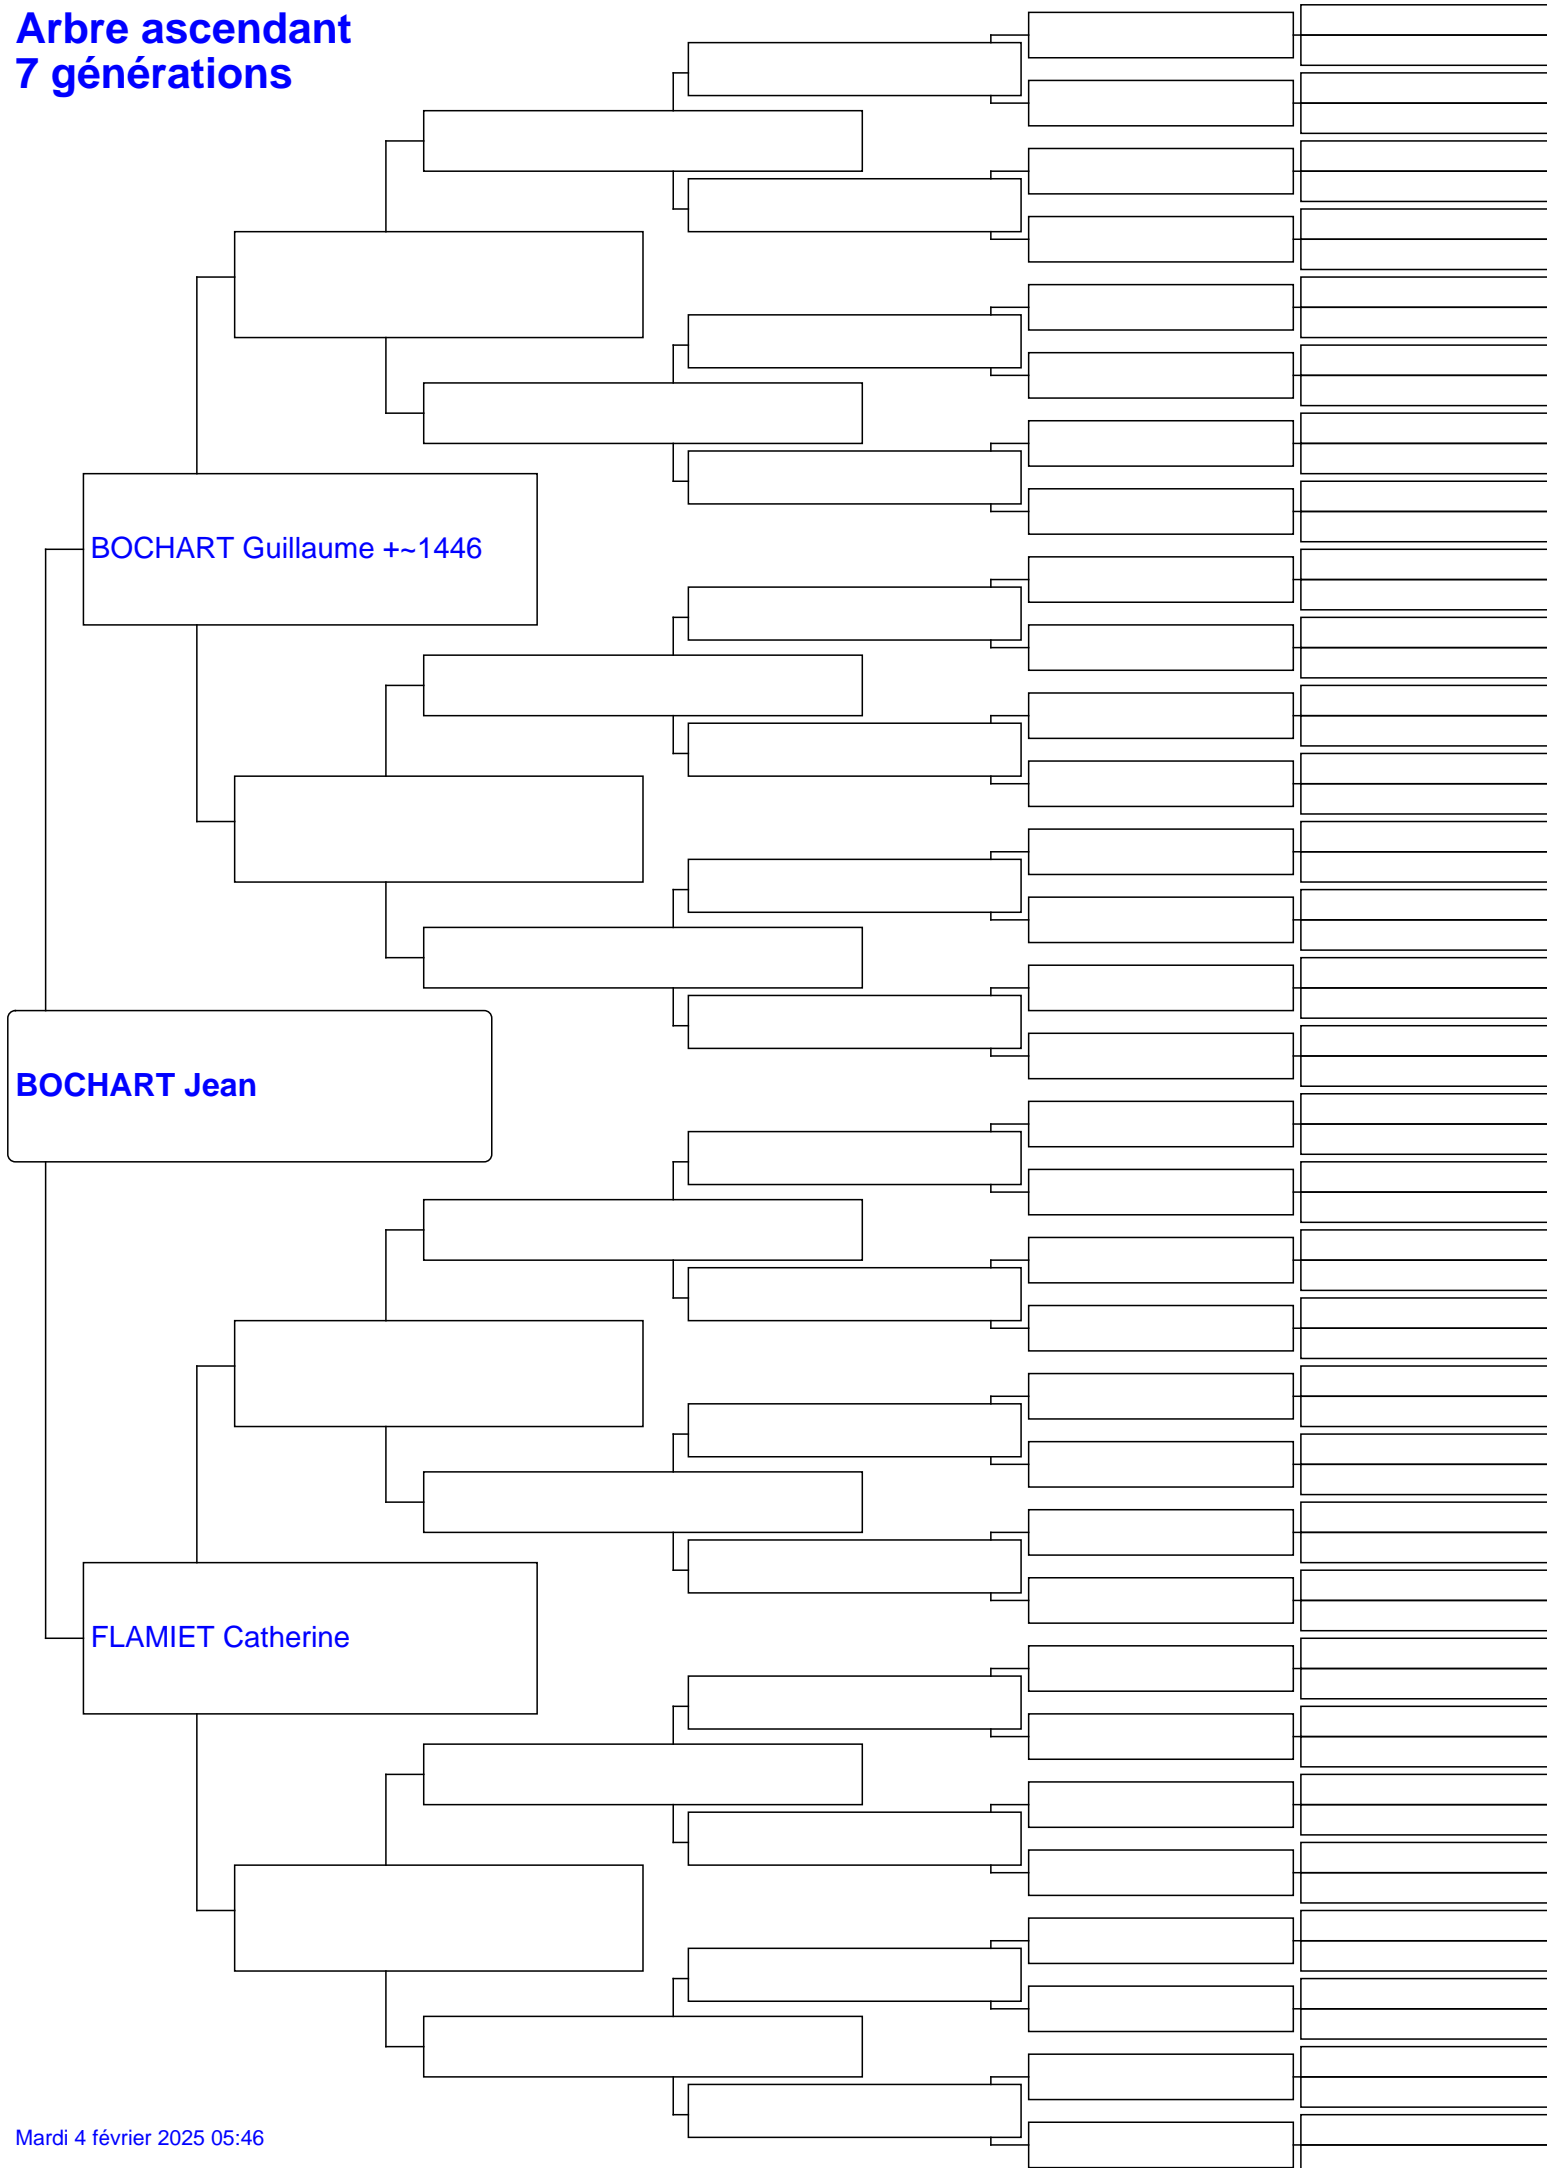 Arbre ascendant
7 générations
BOCHART Guillaume +~1446
BOCHART Jean
FLAMIET Catherine
Mardi 4 février 2025 05:46